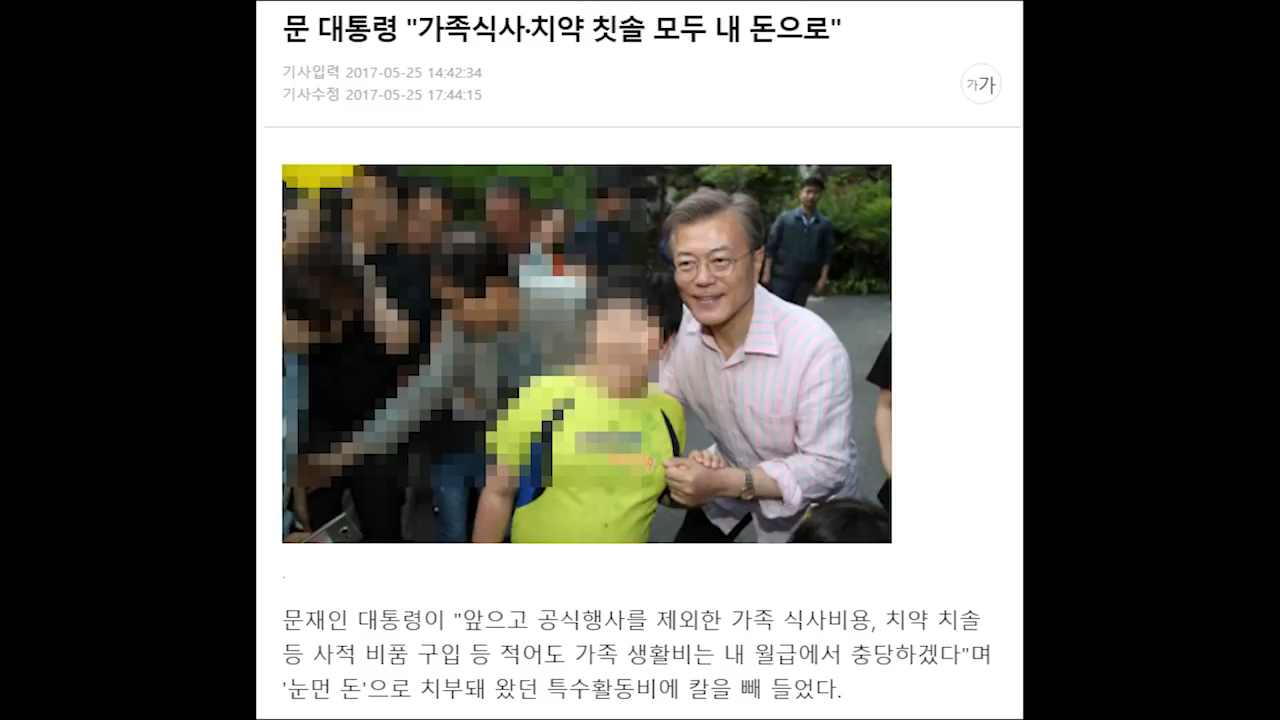 문 대통령 "가족식사·치약 칫솔 모두 내 돈으로"
기사입력 2017-05-25 14:42:34
기사수정 2017-05-25 17:44:15
가가
문재인 대통령이 "앞으고 공식행사를 제외한 가족 식사비용, 치약 치솔
등 사적 비품 구입 등 적어도 가족 생활비는 내 월급에서 충당하겠다"며
'눈먼 돈'으로 치부돼 왔던 특수활동비에 칼을 빼 들었다.